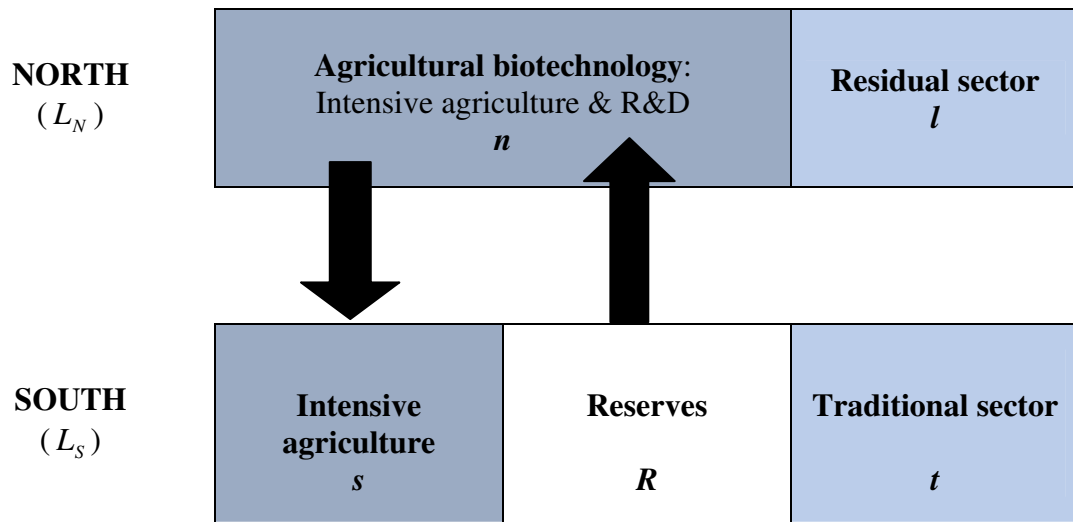 NORTH
(L_N)
Agricultural biotechnology:
Intensive agriculture & R&D
n
Residual sector
l
SOUTH
(L_S)
Intensive
agriculture
s
Reserves
R
Traditional sector
t